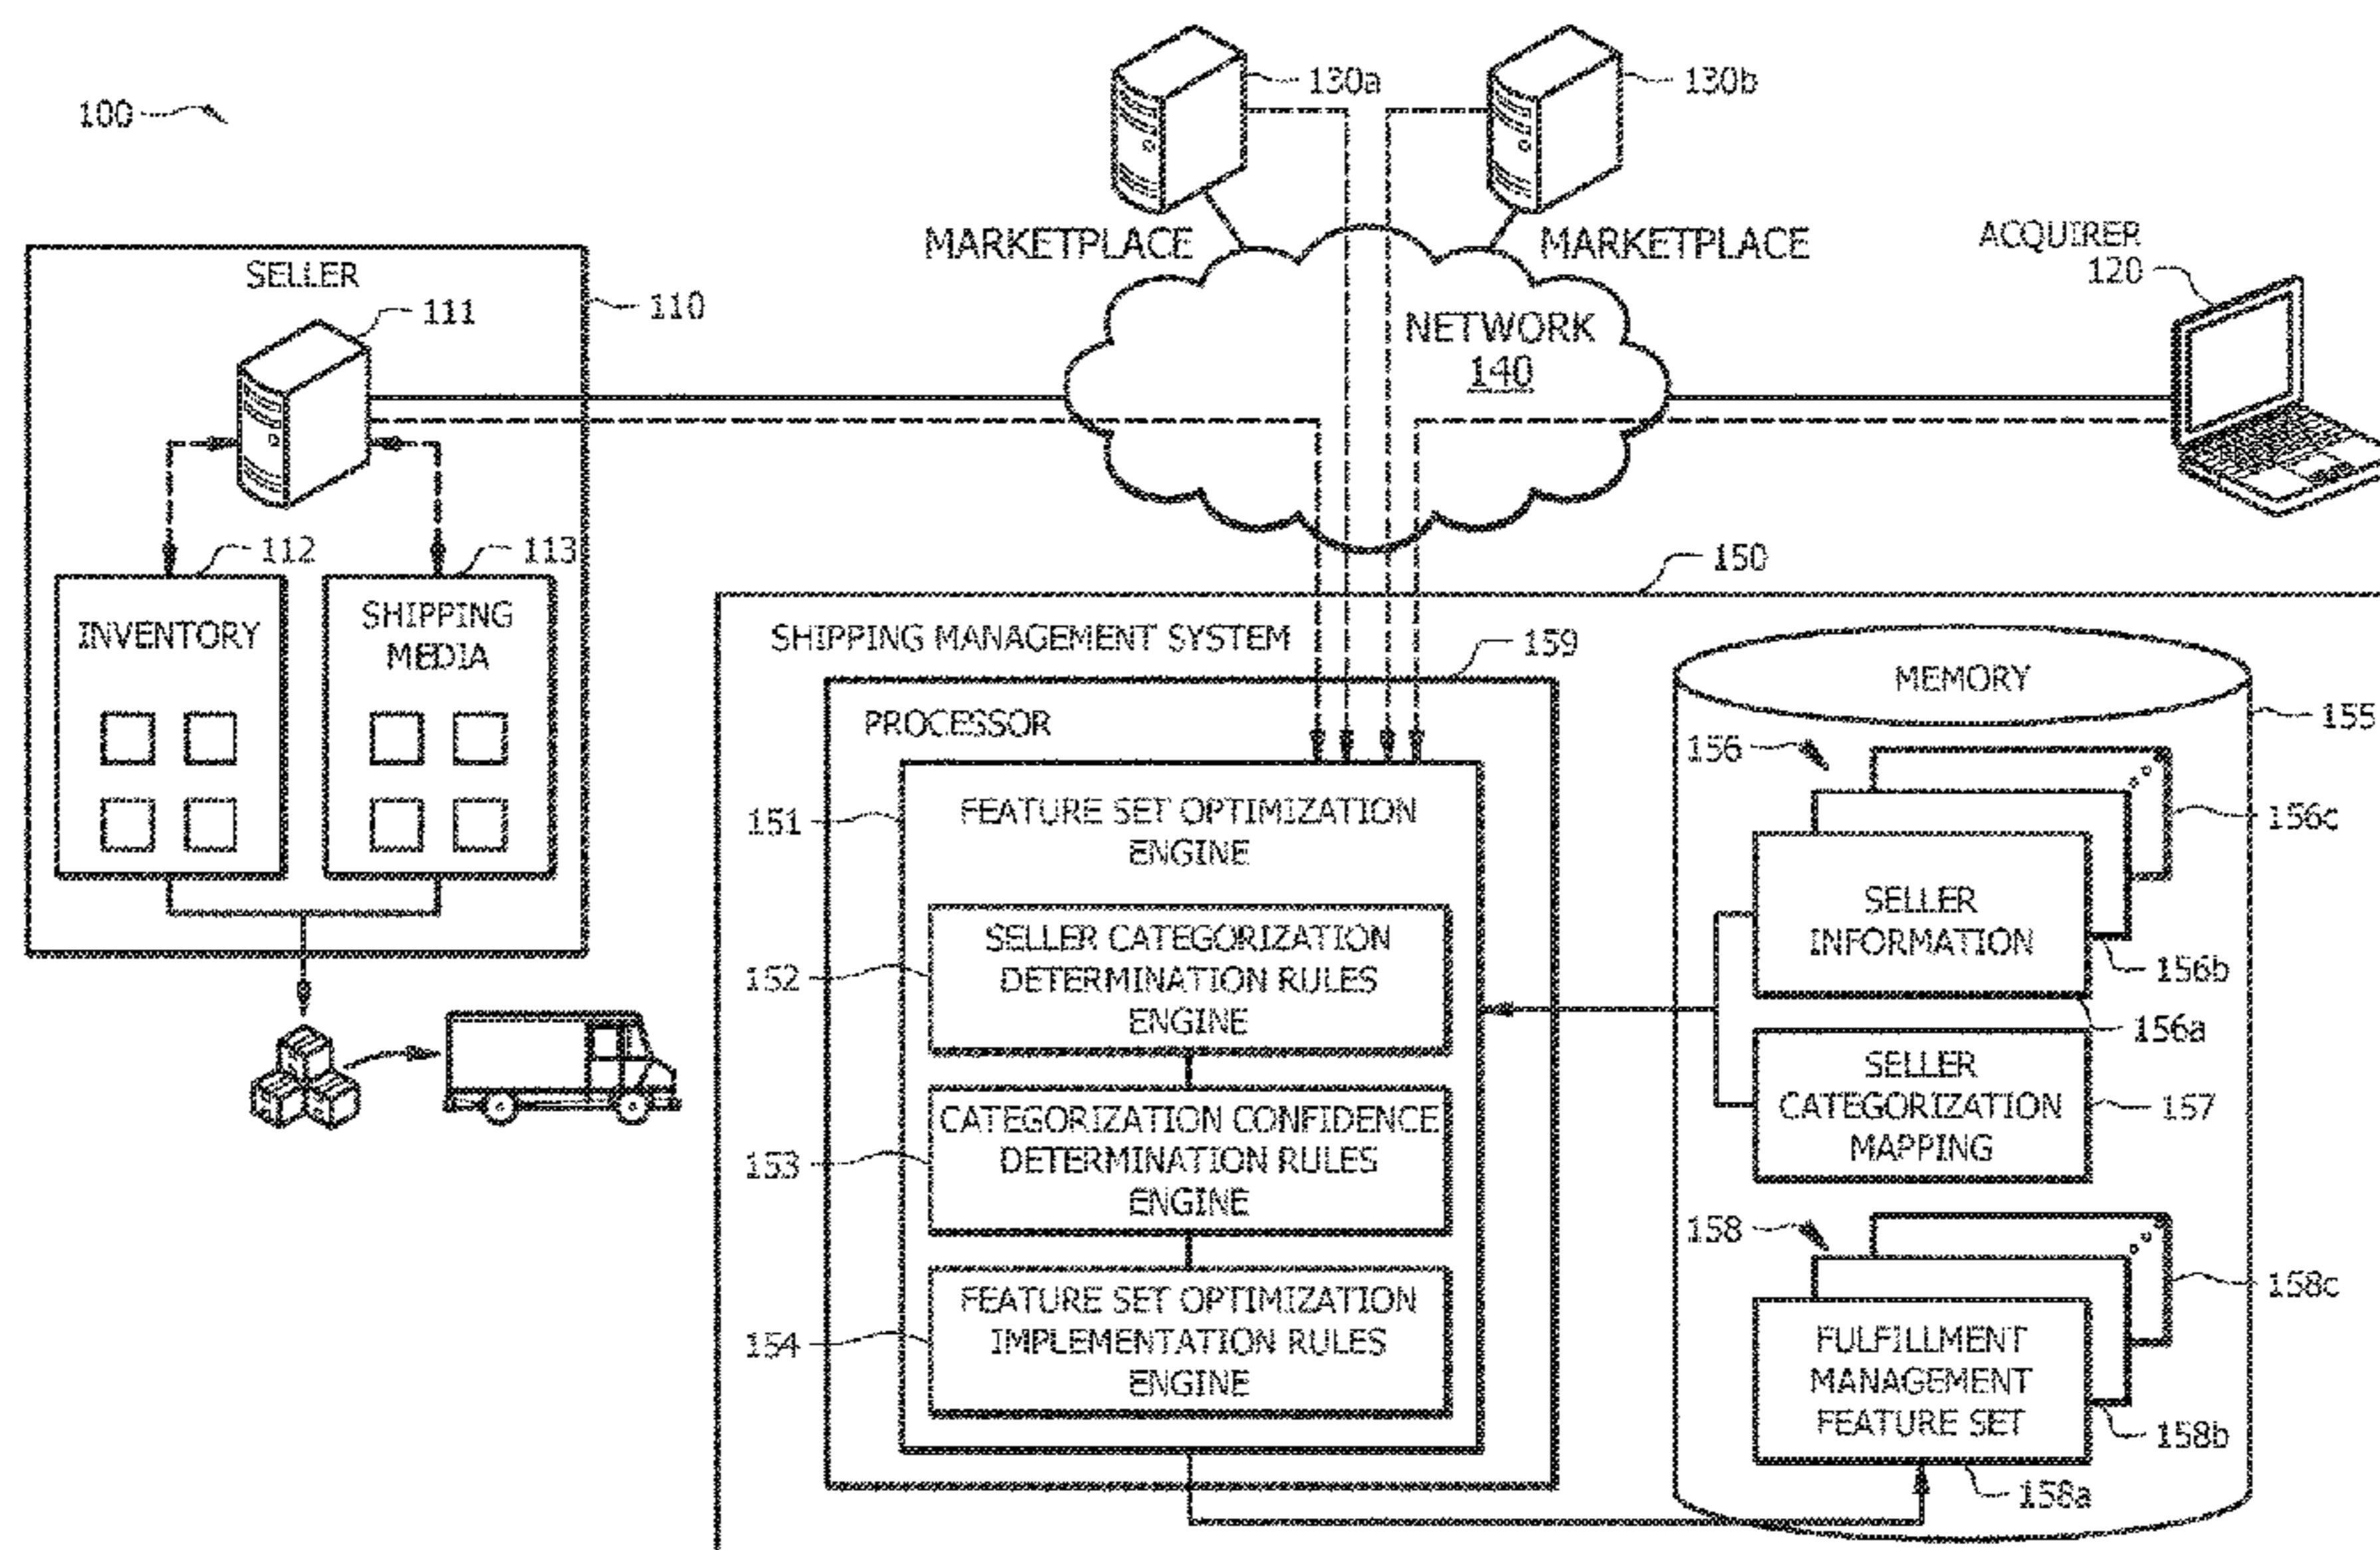 100
130a
130b
MARKETPLACE
MARKETPLACE
ACQUIRER
120
SELLER
111
110
NETWORK
140
112
113
INVENTORY
SHIPPING
MEDIA
150
SHIPPING MANAGEMENT SYSTEM
159
PROCESSOR
151
FEATURE SET OPTIMIZATION
ENGINE
152
SELLER CATEGORIZATION
DETERMINATION RULES
ENGINE
153
CATEGORIZATION CONFIDENCE
DETERMINATION RULES
ENGINE
154
FEATURE SET OPTIMIZATION
IMPLEMENTATION RULES
ENGINE
MEMORY
155
156
156c
SELLER
INFORMATION
156b
156a
SELLER
CATEGORIZATION
MAPPING
157
158
158c
FULFILLMENT
MANAGEMENT
FEATURE SET
158b
158a